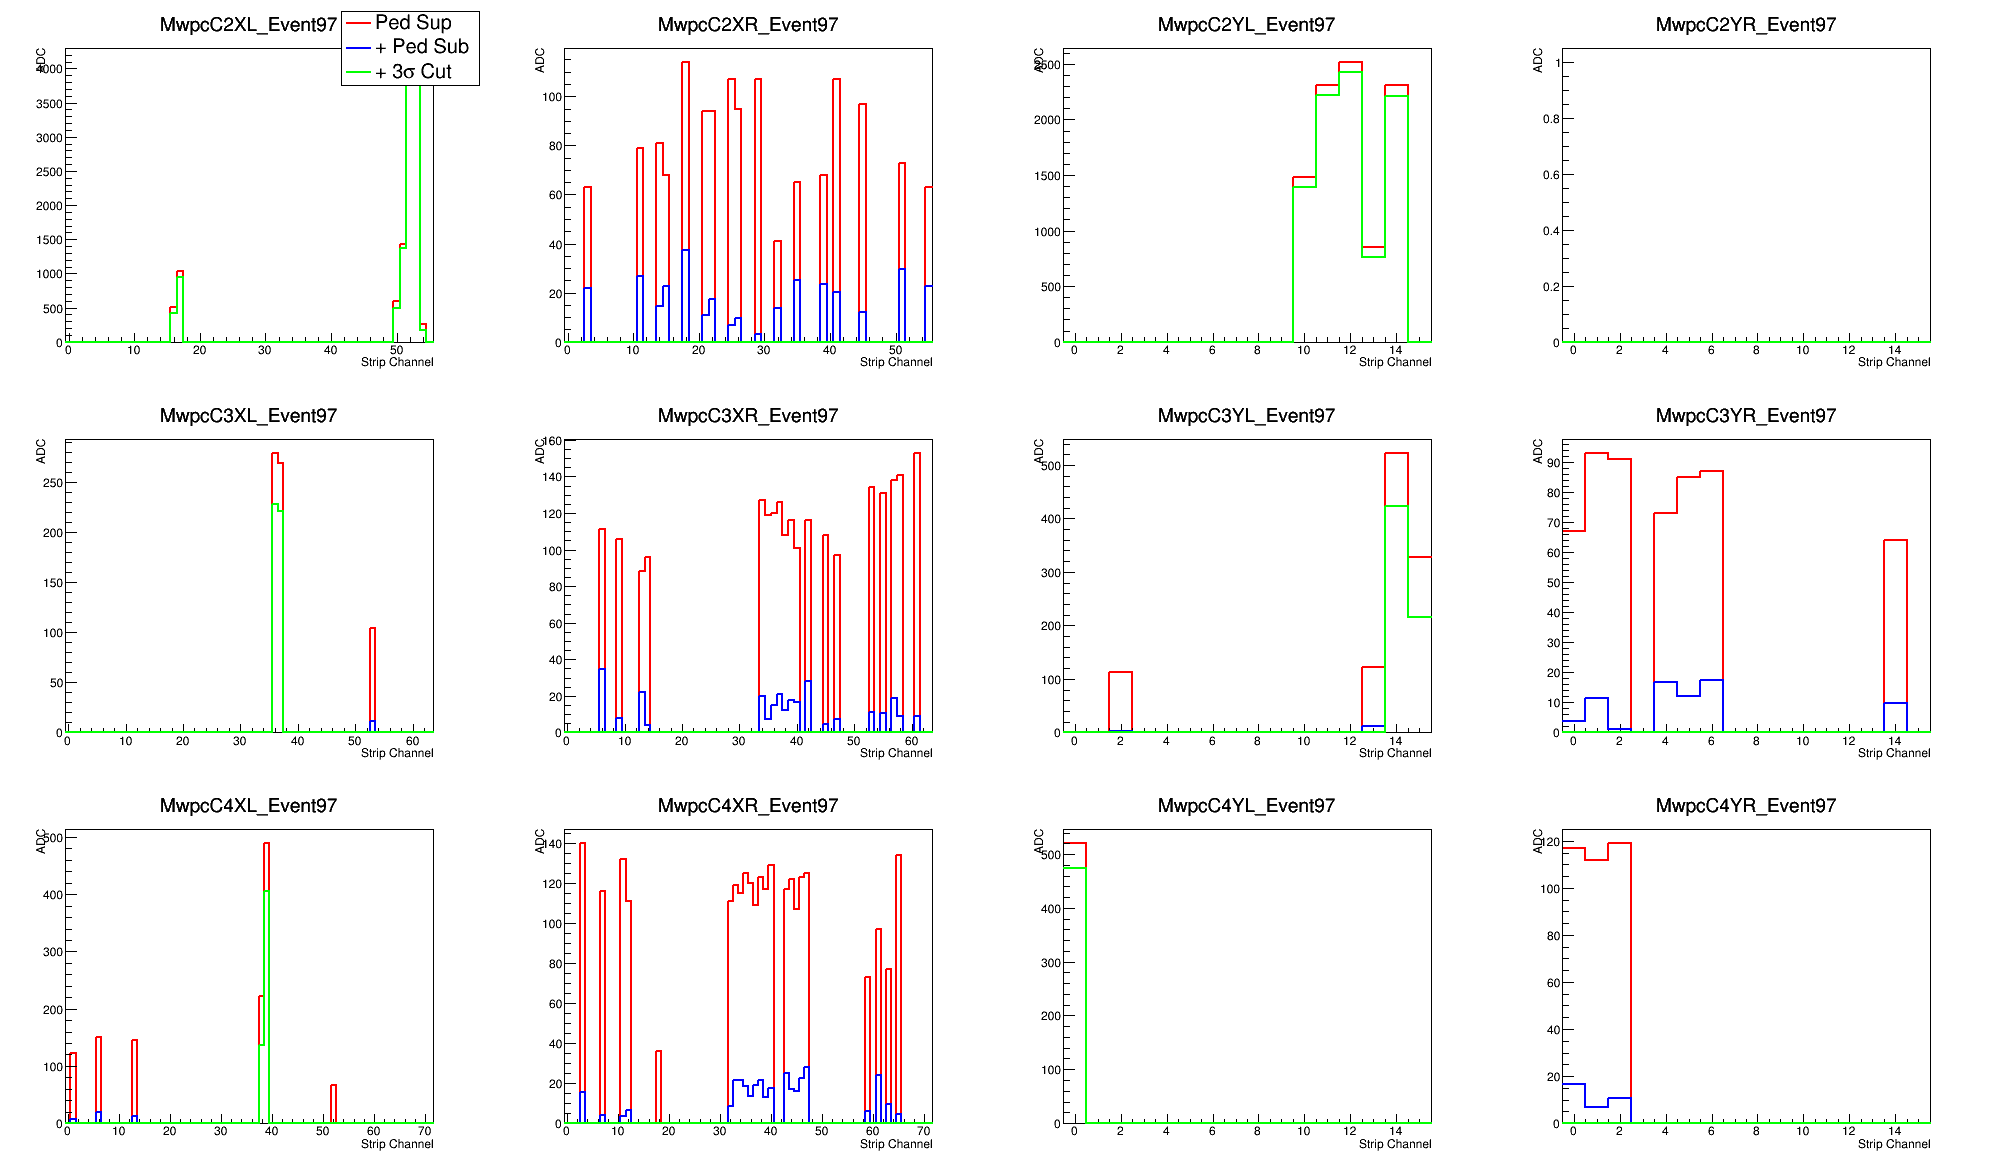 MwpcC2XL_Event97
Ped Sup
+ Ped Sub
+ 3σ Cut
ADC
4000
3500
3000
2500
2000
1500
1000
500
0
0 10 20 30 40 50
Strip Channel
MwpcC2XR_Event97
ADC
100
80
60
40
20
0
0 10 20 30 40 50
Strip Channel
MwpcC2YL_Event97
ADC
2500
2000
1500
1000
500
0
0 2 4 6 8 10 12 14
Strip Channel
MwpcC2YR_Event97
ADC
1
0.8
0.6
0.4
0.2
0
0 2 4 6 8 10 12 14
Strip Channel
MwpcC3XL_Event97
ADC
250
200
150
100
50
0
0 10 20 30 40 50 60
Strip Channel
MwpcC3XR_Event97
ADC
160
140
120
100
80
60
40
20
0
0 10 20 30 40 50 60
Strip Channel
MwpcC3YL_Event97
ADC
500
400
300
200
100
0
0 2 4 6 8 10 12 14
Strip Channel
MwpcC3YR_Event97
ADC
90
80
70
60
50
40
30
20
10
0
0 2 4 6 8 10 12 14
Strip Channel
MwpcC4XL_Event97
ADC
500
400
300
200
100
0
0 10 20 30 40 50 60 70
Strip Channel
MwpcC4XR_Event97
ADC
140
120
100
80
60
40
20
0
0 10 20 30 40 50 60 70
Strip Channel
MwpcC4YL_Event97
ADC
500
400
300
200
100
0
0 2 4 6 8 10 12 14
Strip Channel
MwpcC4YR_Event97
ADC
120
100
80
60
40
20
0
0 2 4 6 8 10 12 14
Strip Channel